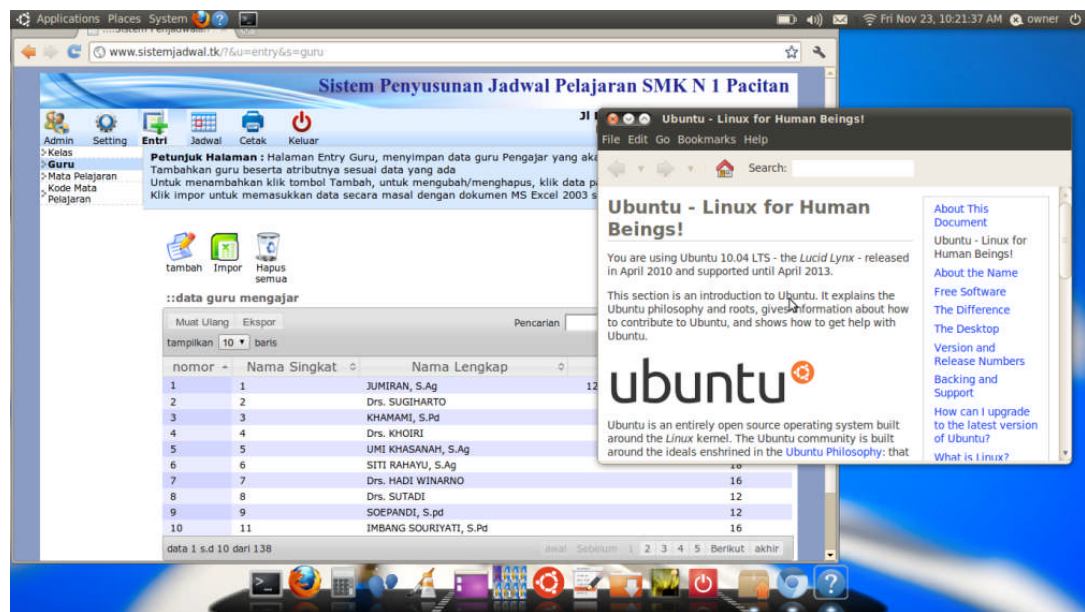 Applications Places System
Fri Nov 23, 10:21:37 AM owner
www.sistemjadwal.tk/?&u=entry&s=guru
Sistem Penyusunan Jadwal Pelajaran SMK N 1 Pacitan
Admin Setting Entri Jadwal Cetak Keluar
Kelas
Guru
Mata Pelajaran
Kode Mata
Pelajaran
Petunjuk Halaman : Halaman Entry Guru, menyimpan data guru Pengajar yang
Tambahkan guru beserta atributnya sesuai data yang ada
Untuk menambahkan klik tombol Tambah, untuk mengubah/menghapus, klik data
Klik impor untuk memasukkan data secara masal dengan dokumen MS Excel 2003
tambah Impor Hapus
semua
::data guru mengajar
Muat Ulang Ekspor Pencarian
tampilkan 10 baris
nomor Nama Singkat Nama Lengkap
1 1 JUMIRAN, S.Ag 12
2 2 Drs. SUGIHARTO
3 3 KHAMAMI, S.Pd
4 4 Drs. KHOIRI
5 5 UMI KHASANAH, S.Ag
6 6 SITI RAHAYU, S.Ag
7 7 Drs. HADI WINARNO 16
8 8 Drs. SUTADI 12
9 9 SOEPANDI, S.pd 12
10 11 IMBANG SOURIYATI, S.Pd 16
data 1 s.d 10 dari 138 awal Sebelum 1 2 3 4 5 Berikut akhir
Ubuntu - Linux for Human Beings!
File Edit Go Bookmarks Help
Search:
Ubuntu - Linux for Human
Beings!
You are using Ubuntu 10.04 LTS - the Lucid Lynx - released
in April 2010 and supported until April 2013.
This section is an introduction to Ubuntu. It explains the
Ubuntu philosophy and roots, gives information about how
to contribute to Ubuntu, and shows how to get help with
Ubuntu.
ubuntu
Ubuntu is an entirely open source operating system built
around the Linux kernel. The Ubuntu community is built
around the ideals enshrined in the Ubuntu Philosophy: that
About This
Document
Ubuntu - Linux for
Human Beings!
About the Name
Free Software
The Difference
The Desktop
Version and
Release Numbers
Backing and
Support
How can I upgrade
to the latest version
of Ubuntu?
What is Linux?